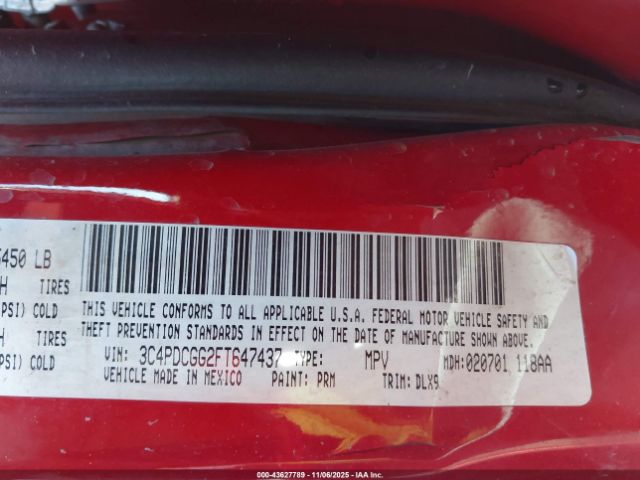 5450 LB
TIRES
PSI) COLD
TIRES
PSI) COLD
THIS VEHICLE CONFORMS TO ALL APPLICABLE U.S.A. FEDERAL MOTOR VEHICLE SAFETY AND
THEFT PREVENTION STANDARDS IN EFFECT ON THE DATE OF MANUFACTURE SHOWN ABOVE.
VIN: 3C4PDCGG2FT647437 TYPE: MPV MDH:020701 118AA
VEHICLE MADE IN MEXICO PAINT: PRM TRIM: DLX9
000-43627789 - 11/06/2025 - IAA Inc.